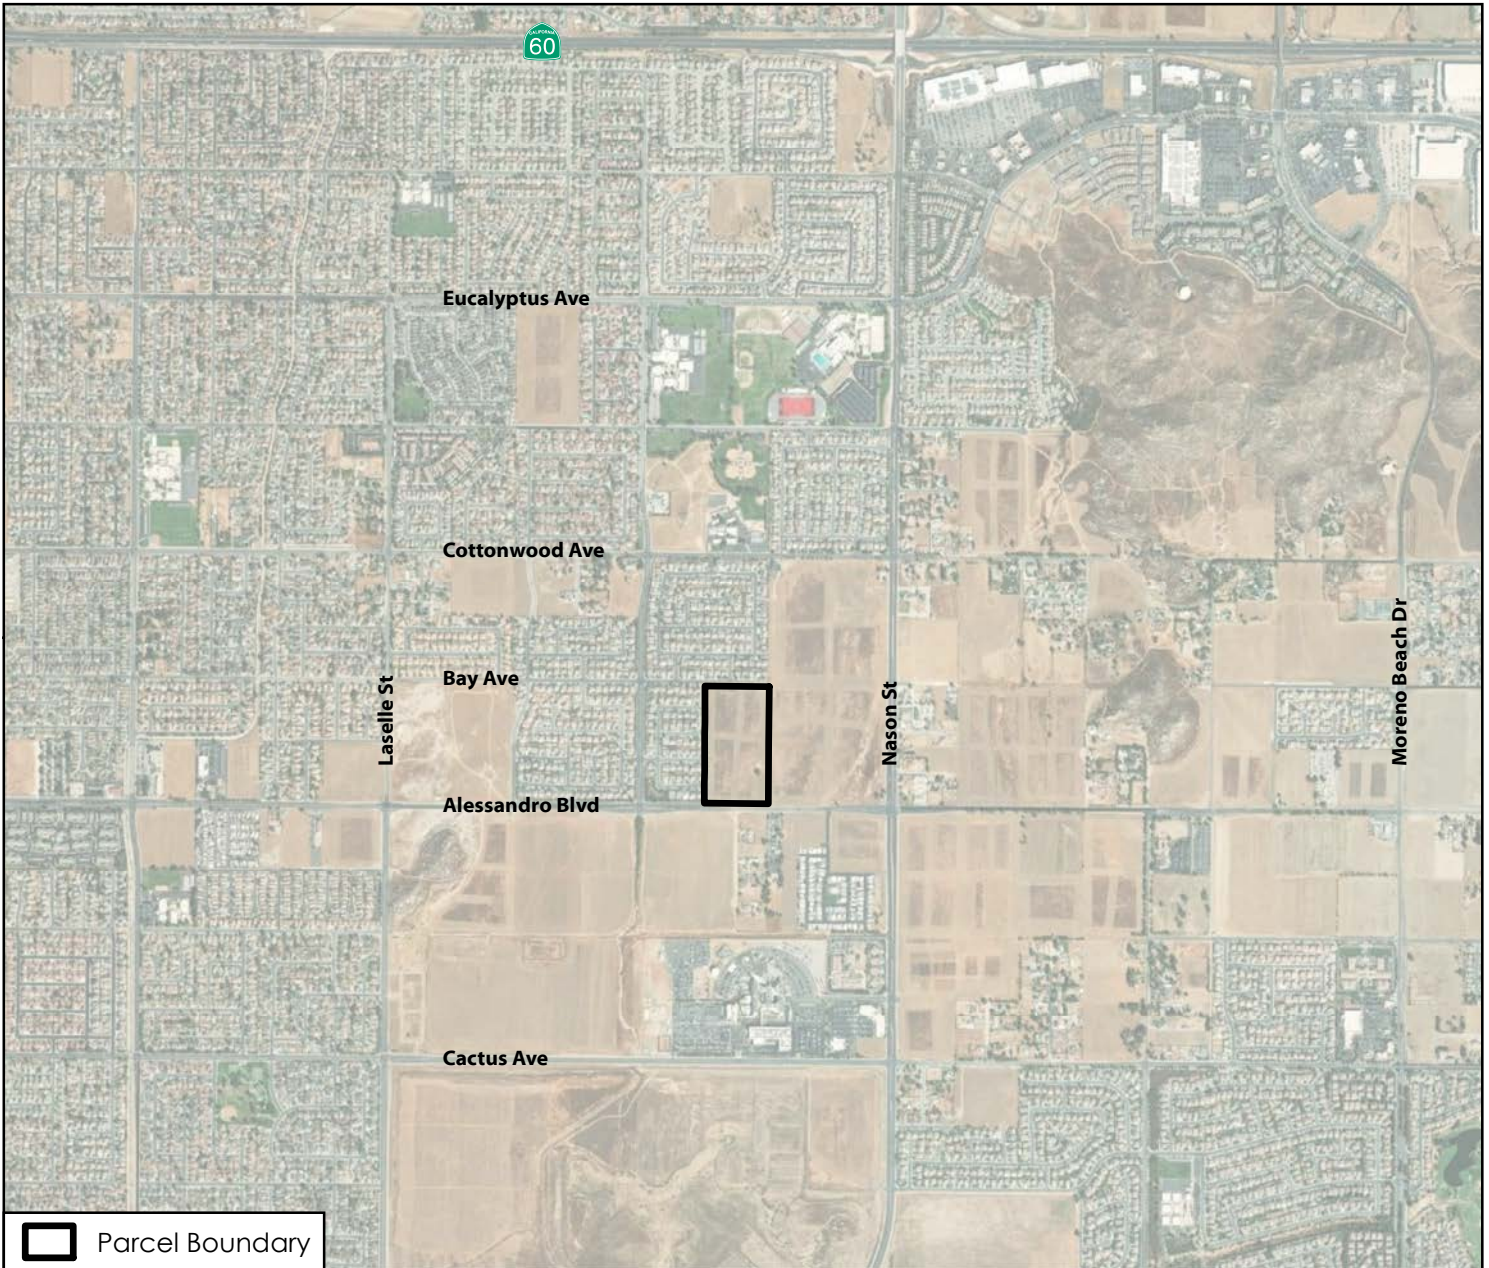 CALIFORNIA
60
Eucalyptus Ave
Cottonwood Ave
Bay Ave
Laselle St
Nason St
Moreno Beach Dr
Alessandro Blvd
Cactus Ave
Parcel Boundary